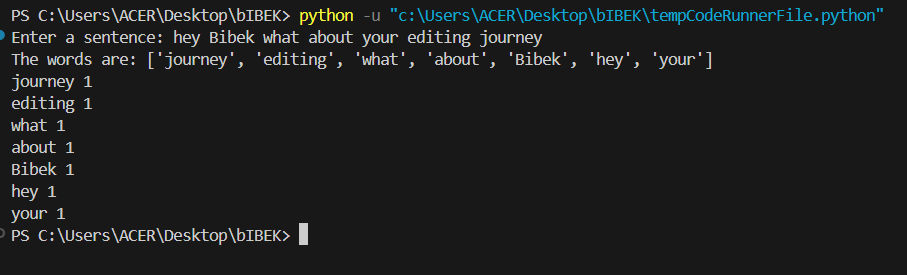 PS C:\Users\ACER\Desktop\bIBEK> python -u "c:\Users\ACER\Desktop\bIBEK\tempCodeRunnerFile.python"
Enter a sentence: hey Bibek what about your editing journey
The words are: ['journey', 'editing', 'what', 'about', 'Bibek', 'hey', 'your']
journey 1
editing 1
what 1
about 1
Bibek 1
hey 1
your 1
PS C:\Users\ACER\Desktop\bIBEK>